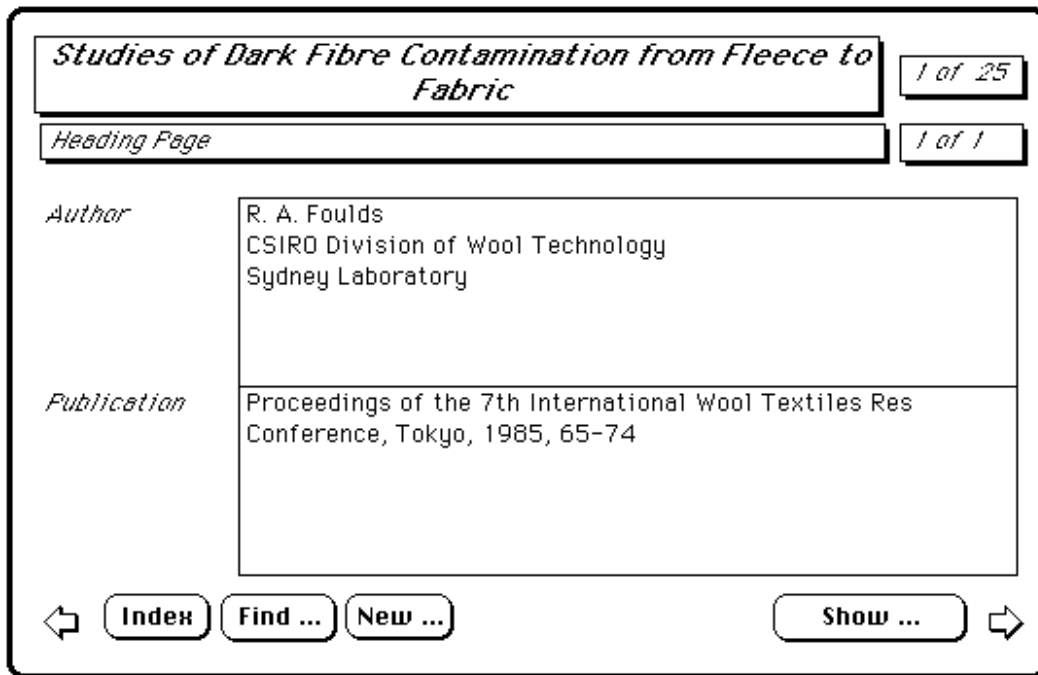 Studies of Dark Fibre Contamination from Fleece to
Fabric
1 of 25
Heading Page
1 of 1
Author
R. A. Foulds
CSIRO Division of Wool Technology
Sydney Laboratory
Publication
Proceedings of the 7th International Wool Textiles Res
Conference, Tokyo, 1985, 65-74
Index
Find ...
New ...
Show ...